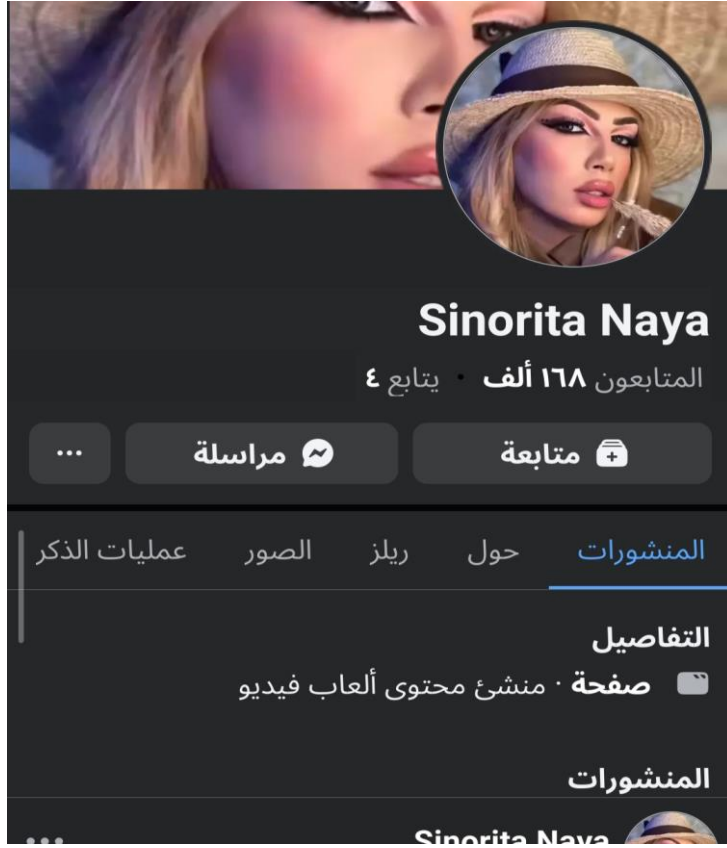 Sinorita Naya
المتابعون ١٦٨ ألف · يتابع ٤
متابعة
مراسلة
المنشورات
حول
ريلز
الصور
عمليات الذكر
التفاصيل
صفحة · منشئ محتوى ألعاب فيديو
المنشورات
Sinorita Naya